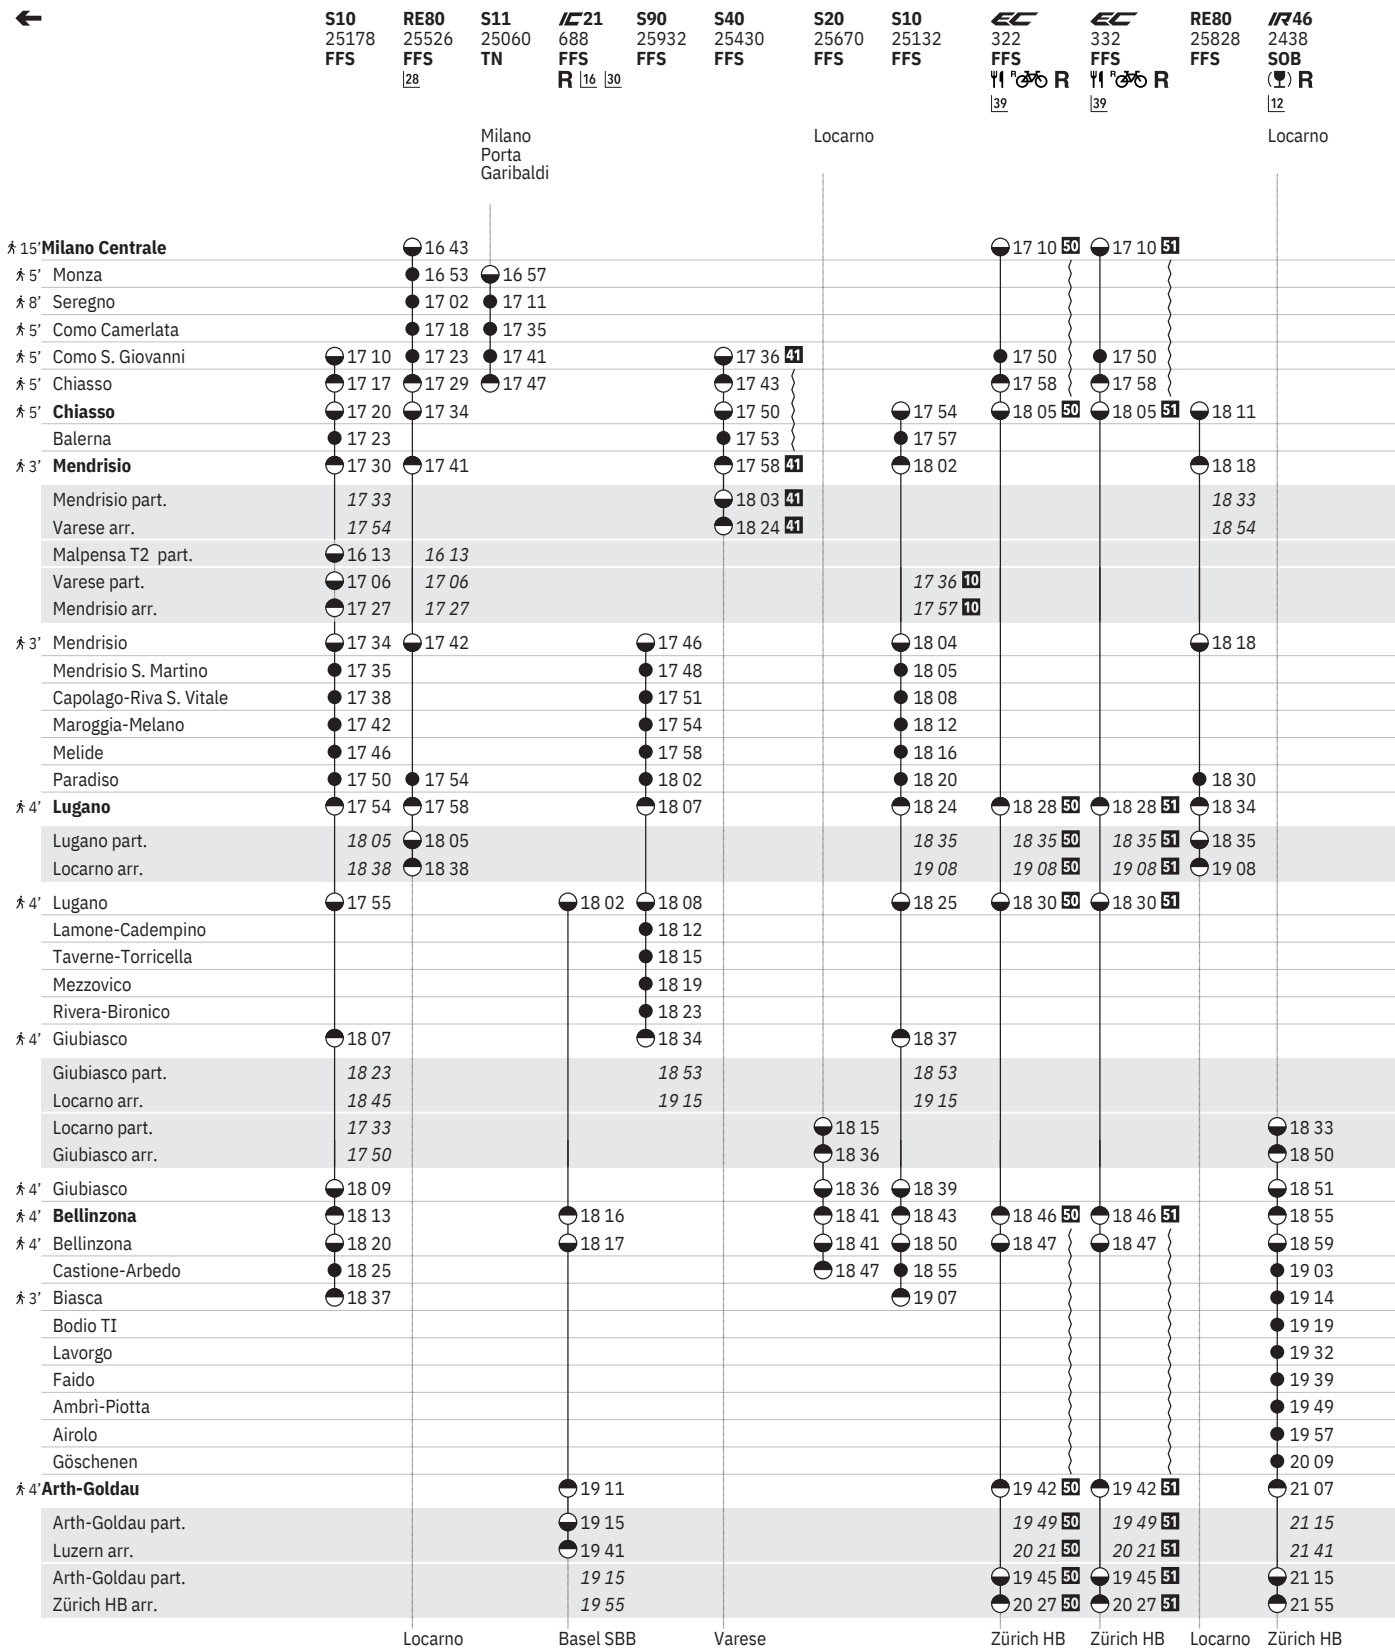 S10 RE80 S11 IC21 S90 S40 S20 S10 EC EC RE80 IR46
25178 25526 25060 688 25932 25430 25670 25132 322 332 25828 2438
FFS FFS TN FFS FFS FFS FFS FFS FFS FFS FFS SOB
28 R 16 30 R R R R R
39 39 12
Milano Locarno Locarno
Porta
Garibaldi
15' Milano Centrale 16 43 17 10 50 17 10 51
5' Monza 16 53 16 57
8' Seregno 17 02 17 11
5' Como Camerlata 17 18 17 35
5' Como S. Giovanni 17 10 17 23 17 41 17 36 41 17 50 17 50
5' Chiasso 17 17 17 29 17 47 17 43 17 58 17 58
5' Chiasso 17 20 17 34 17 50 17 54 18 05 50 18 05 51 18 11
Balerna 17 23 17 53 17 57
3' Mendrisio 17 30 17 41 17 58 41 18 02 18 18
Mendrisio part. 17 33 18 03 41 18 33
Varese arr. 17 54 18 24 41 18 54
Malpensa T2 part. 16 13 16 13
Varese part. 17 06 17 06 17 36 10
Mendrisio arr. 17 27 17 27 17 57 10
3' Mendrisio 17 34 17 42 17 46 18 04 18 18
Mendrisio S. Martino 17 35 17 48 18 05
Capolago-Riva S. Vitale 17 38 17 51 18 08
Maroggia-Melano 17 42 17 54 18 12
Melide 17 46 17 58 18 16
Paradiso 17 50 17 54 18 02 18 20 18 30
4' Lugano 17 54 17 58 18 07 18 24 18 28 50 18 28 51 18 34
Lugano part. 18 05 18 05 18 35 18 35 50 18 35 51 18 35
Locarno arr. 18 38 18 38 19 08 19 08 50 19 08 51 19 08
4' Lugano 17 55 18 02 18 08 18 25 18 30 50 18 30 51
Lamone-Cadempino 18 12
Taverne-Torricella 18 15
Mezzovico 18 19
Rivera-Bironico 18 23
4' Giubiasco 18 07 18 34 18 37
Giubiasco part. 18 23 18 53 18 53
Locarno arr. 18 45 19 15 19 15
Locarno part. 17 33 18 15 18 33
Giubiasco arr. 17 50 18 36 18 50
4' Giubiasco 18 09 18 36 18 39 18 51
4' Bellinzona 18 13 18 16 18 41 18 43 18 46 50 18 46 51 18 55
4' Bellinzona 18 20 18 17 18 41 18 50 18 47 18 47 18 59
Castione-Arbedo 18 25 18 47 18 55 19 03
3' Biasca 18 37 19 07 19 14
Bodio TI 19 19
Lavorgo 19 32
Faido 19 39
Ambrì-Piotta 19 49
Airolo 19 57
Göschenen 20 09
4' Arth-Goldau 19 11 19 42 50 19 42 51 21 07
Arth-Goldau part. 19 15 19 49 50 19 49 51 21 15
Luzern arr. 19 41 20 21 50 20 21 51 21 41
Arth-Goldau part. 19 15 19 45 50 19 45 51 21 15
Zürich HB arr. 19 55 20 27 50 20 27 51 21 55
Locarno Basel SBB Varese Zürich HB Zürich HB Locarno Zürich HB